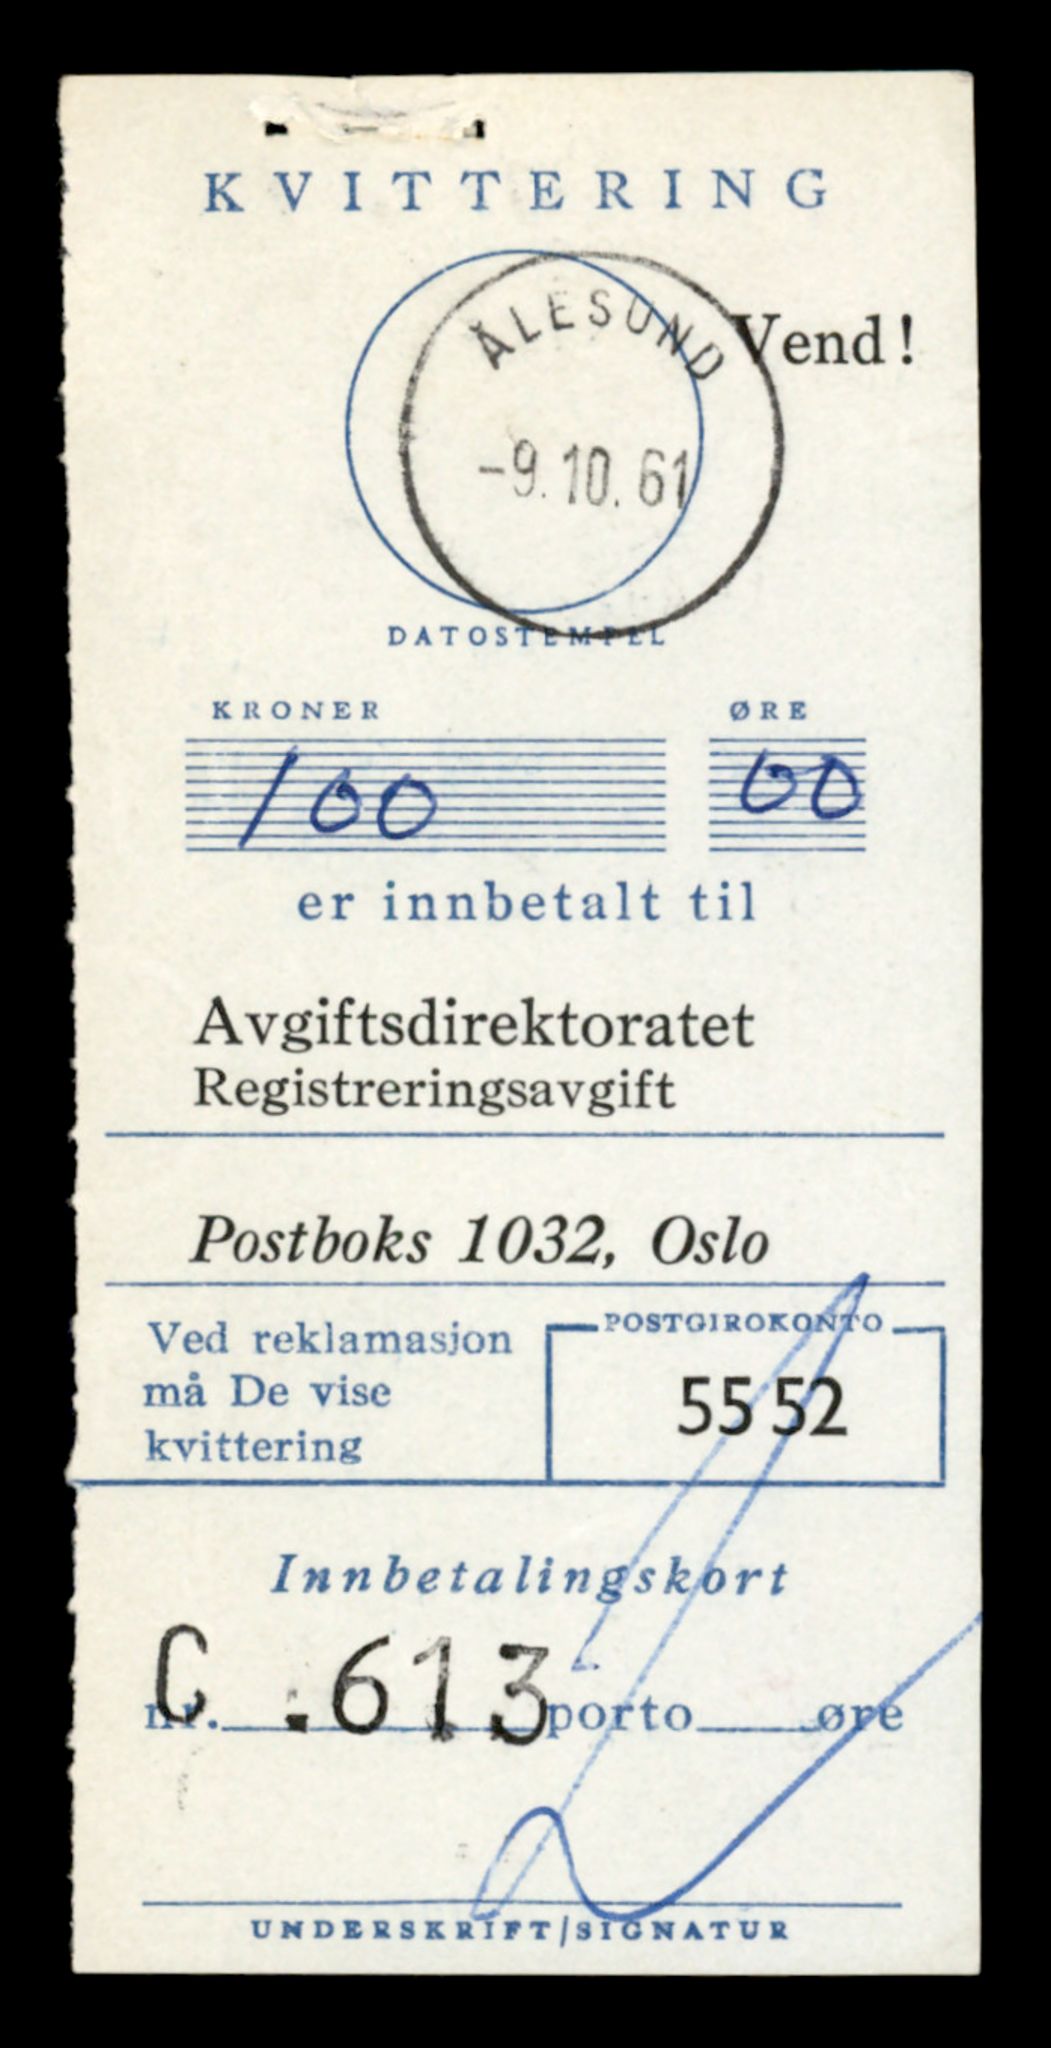 KVITTERING
Vend!
ÅLESUND
-9.10.61
DATOSTEMPEL
KRONER ØRE
100 00
er innbetalt til
Avgiftsdirektoratet
Registreringsavgift
Postboks 1032, Oslo
Ved reklamasjon
må De vise
kvittering
POSTGIROKONTO
55 52
Innbetalingskort
C .613
nr. porto øre
UNDERSKRIFT/SIGNATUR